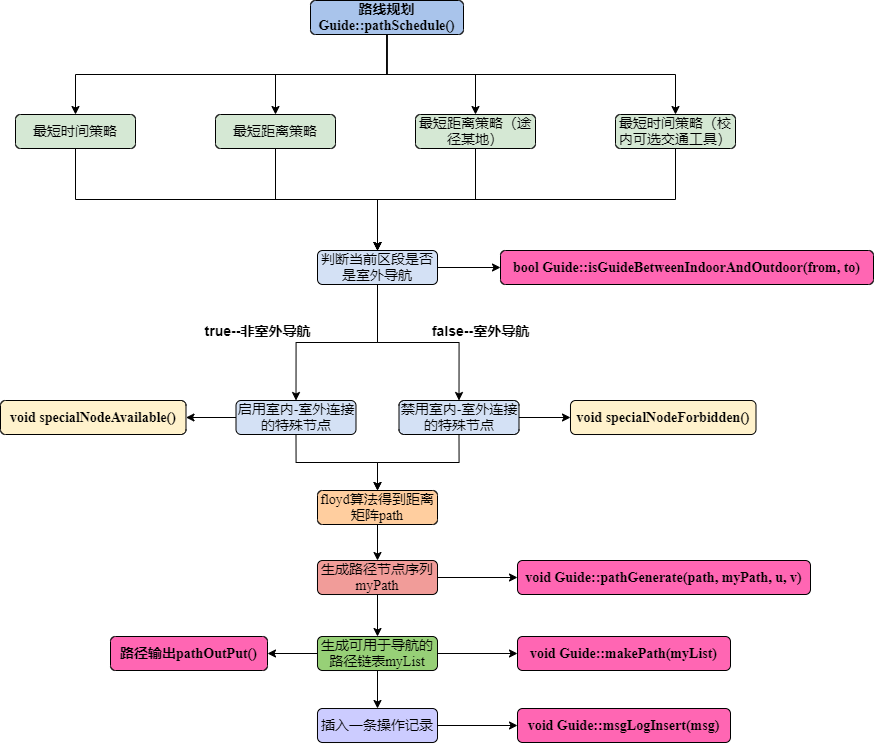 路线规划
Guide::pathSchedule()
最短时间策略
最短距离策略
最短距离策略（途
径某地）
最短时间策略（校
内可选交通工具）
判断当前区段是否
是室外导航
bool Guide::isGuideBetweenIndoorAndOutdoor(from, to)
true--非室外导航
false--室外导航
void specialNodeAvailable()
启用室内-室外连接
的特殊节点
禁用室内-室外连接
的特殊节点
void specialNodeForbidden()
floyd算法得到距离
矩阵path
生成路径节点序列
myPath
void Guide::pathGenerate(path, myPath, u, v)
路径输出pathOutPut()
生成可用于导航的
路径链表myList
void Guide::makePath(myList)
插入一条操作记录
void Guide::msgLogInsert(msg)